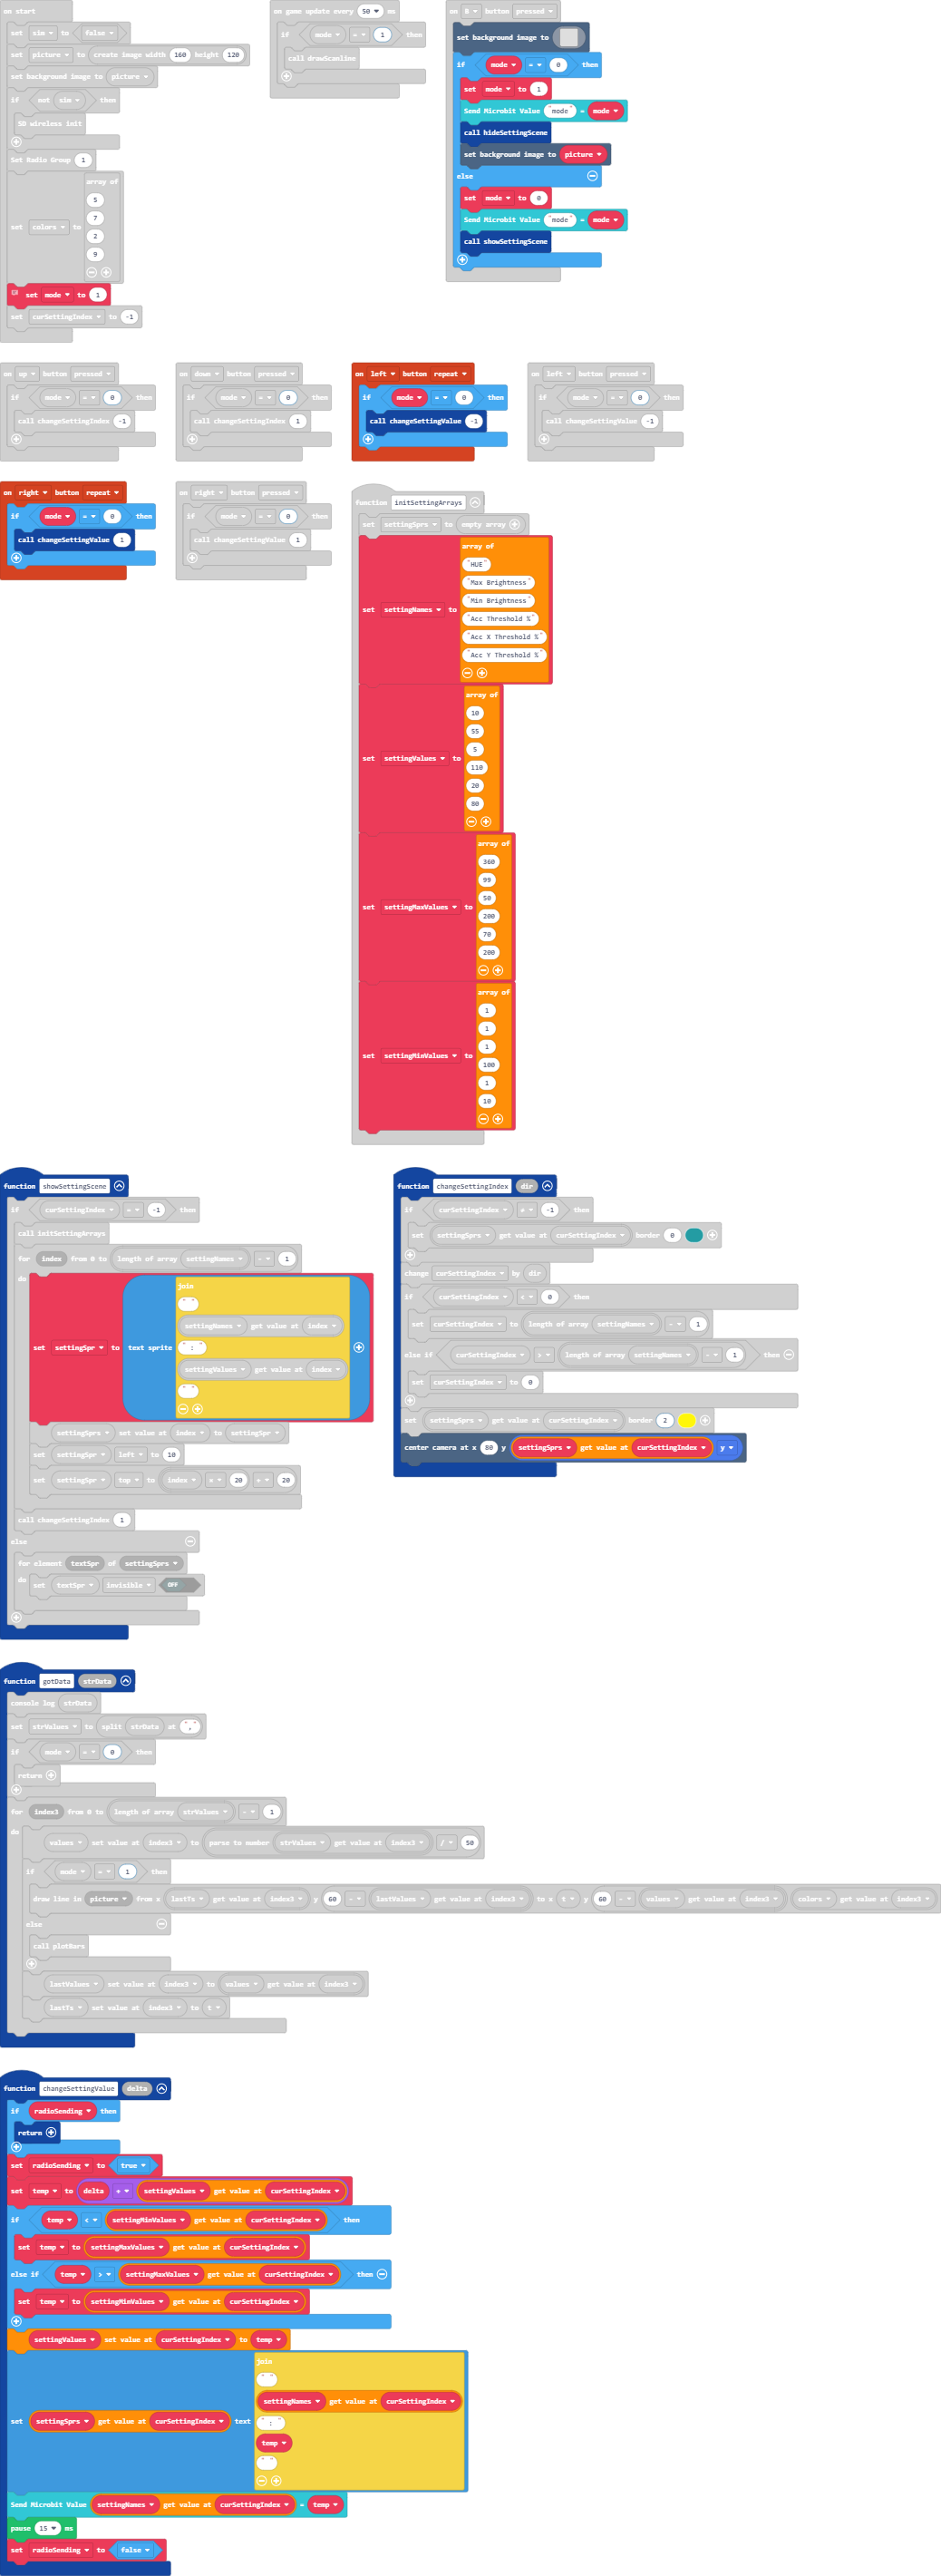 on start
set sim to false
set picture to create image width 160 height 120
set background image to picture
if not sim then
SD wireless init
Set Radio Group 1
set colors to array of
5
7
2
9
set mode to 1
set curSettingIndex to -1
on game update every 50 ms
if mode = 1 then
call drawScanline
on B button pressed
set background image to
if mode = 0 then
set mode to 1
Send Microbit Value "mode" = mode
call hideSettingScene
set background image to picture
else
set mode to 0
Send Microbit Value "mode" = mode
call showSettingScene
on up button pressed
if mode = 0 then
call changeSettingIndex -1
on down button pressed
if mode = 0 then
call changeSettingIndex 1
on left button repeat
if mode = 0 then
call changeSettingValue -1
on left button pressed
if mode = 0 then
call changeSettingValue -1
on right button repeat
if mode = 0 then
call changeSettingValue 1
on right button pressed
if mode = 0 then
call changeSettingValue 1
function initSettingArrays
set settingSprs to empty array
set settingNames to array of
"HUE"
"Max Brightness"
"Min Brightness"
"Acc Threshold %"
"Acc X Threshold %"
"Acc Y Threshold %"
set settingValues to array of
10
55
5
110
20
80
set settingMaxValues to array of
360
99
50
200
70
200
set settingMinValues to array of
1
1
1
100
1
10
function showSettingScene
if curSettingIndex = -1 then
call initSettingArrays
for index from 0 to length of array settingNames - 1
do
set settingSpr to text sprite join
" "
settingNames get value at index
" : "
settingValues get value at index
" "
settingSprs set value at index to settingSpr
set settingSpr left to 10
set settingSpr top to index × 20 + 20
call changeSettingIndex 1
else
for element textSpr of settingSprs
do set textSpr invisible OFF
function changeSettingIndex dir
if curSettingIndex ≠ -1 then
set settingSprs get value at curSettingIndex border 0
change curSettingIndex by dir
if curSettingIndex < 0 then
set curSettingIndex to length of array settingNames - 1
else if curSettingIndex > length of array settingNames - 1 then
set curSettingIndex to 0
set settingSprs get value at curSettingIndex border 2
center camera at x 80 y settingSprs get value at curSettingIndex y
function gotData strData
console log strData
set strValues to split strData at ","
if mode = 0 then
return
for index3 from 0 to length of array strValues - 1
do
values set value at index3 to parse to number strValues get value at index3 / 50
if mode = 1 then
draw line in picture from x lastTs get value at index3 y 60 - lastValues get value at index3 to x t y 60 - values get value at index3 colors get value at index3
else
call plotBars
lastValues set value at index3 to values get value at index3
lastTs set value at index3 to t
function changeSettingValue delta
if radioSending then
return
set radioSending to true
set temp to delta + settingValues get value at curSettingIndex
if temp < settingMinValues get value at curSettingIndex then
set temp to settingMaxValues get value at curSettingIndex
else if temp > settingMaxValues get value at curSettingIndex then
set temp to settingMinValues get value at curSettingIndex
settingValues set value at curSettingIndex to temp
set settingSprs get value at curSettingIndex text join
" "
settingNames get value at curSettingIndex
" : "
temp
" "
Send Microbit Value settingNames get value at curSettingIndex = temp
pause 15 ms
set radioSending to false